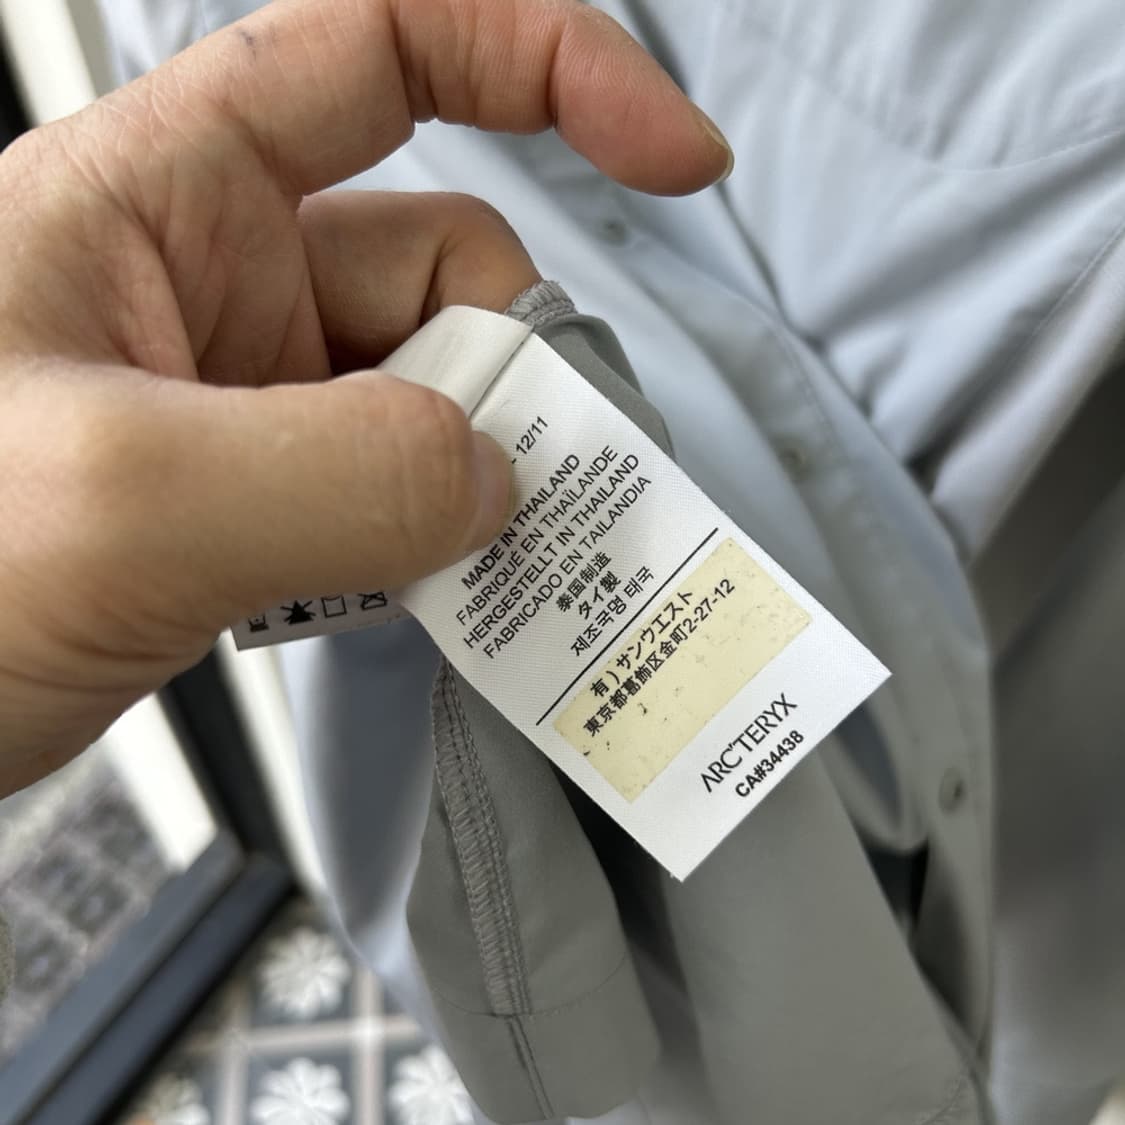 - 12/11
MADE IN THAILAND
FABRIQUÉ EN THAÏLANDE
HERGESTELLT IN THAILAND
FABRICADO EN TAILANDIA
泰国制造
タイ製
제조국명 태국
有）サンウエスト
東京都葛飾区金町2-27-12
ARC'TERYX
CA#34438